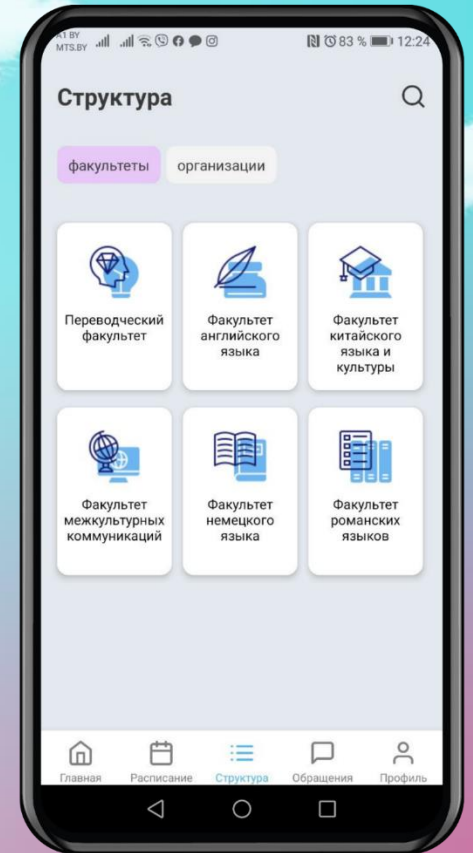 A1 BY
MTS.BY
83 % 12:24
Структура
факультеты организации
Переводческий
факультет
Факультет
английского
языка
Факультет
китайского
языка и
культуры
Факультет
межкультурных
коммуникаций
Факультет
немецкого
языка
Факультет
романских
языков
Главная Расписание Структура Обращения Профиль